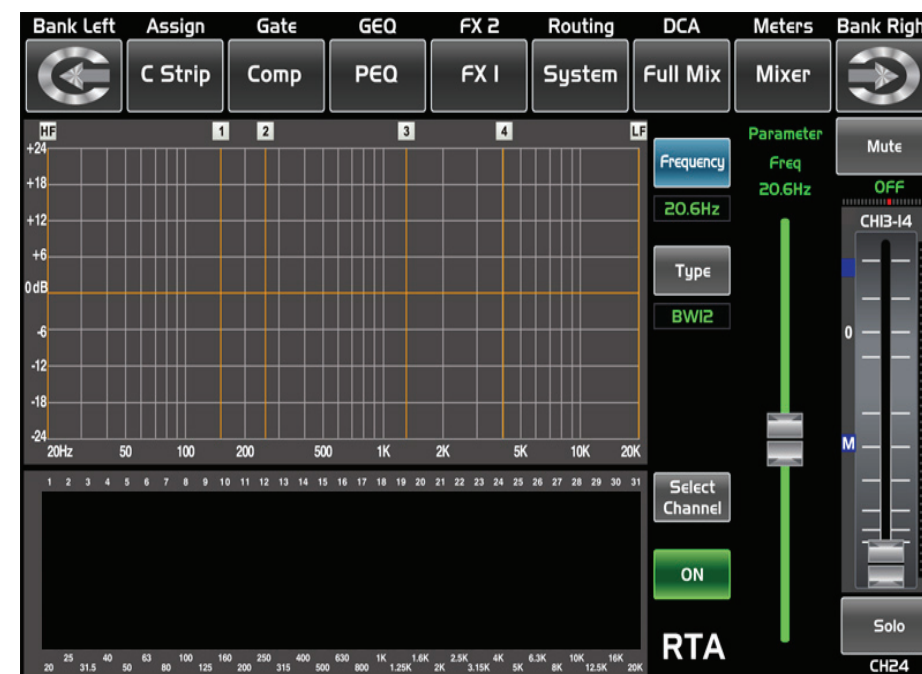 Bank Left Assign Gate GEQ FX 2 Routing DCA Meters Bank Righ
C Strip Comp PEQ FX 1 System Full Mix Mixer
HF 1 2 3 4 LF
+24
+18
+12
+6
0dB
-6
-12
-18
-24
20Hz 50 100 200 500 1K 2K 5K 10K 20K
Frequency
20.6Hz
Type
BW12
Parameter
Freq
20.6Hz
Mute
OFF
CH13-14
0
M
1 2 3 4 5 6 7 8 9 10 11 12 13 14 15 16 17 18 19 20 21 22 23 24 25 26 27 28 29 30 31
Select
Channel
ON
RTA
Solo
CH24
25 40 63 100 160 250 400 630 1K 1.6K 2.5K 4K 6.3K 10K 16K
20 31.5 50 80 125 200 315 500 800 1.25K 2K 3.15K 5K 8K 12.5K 20K